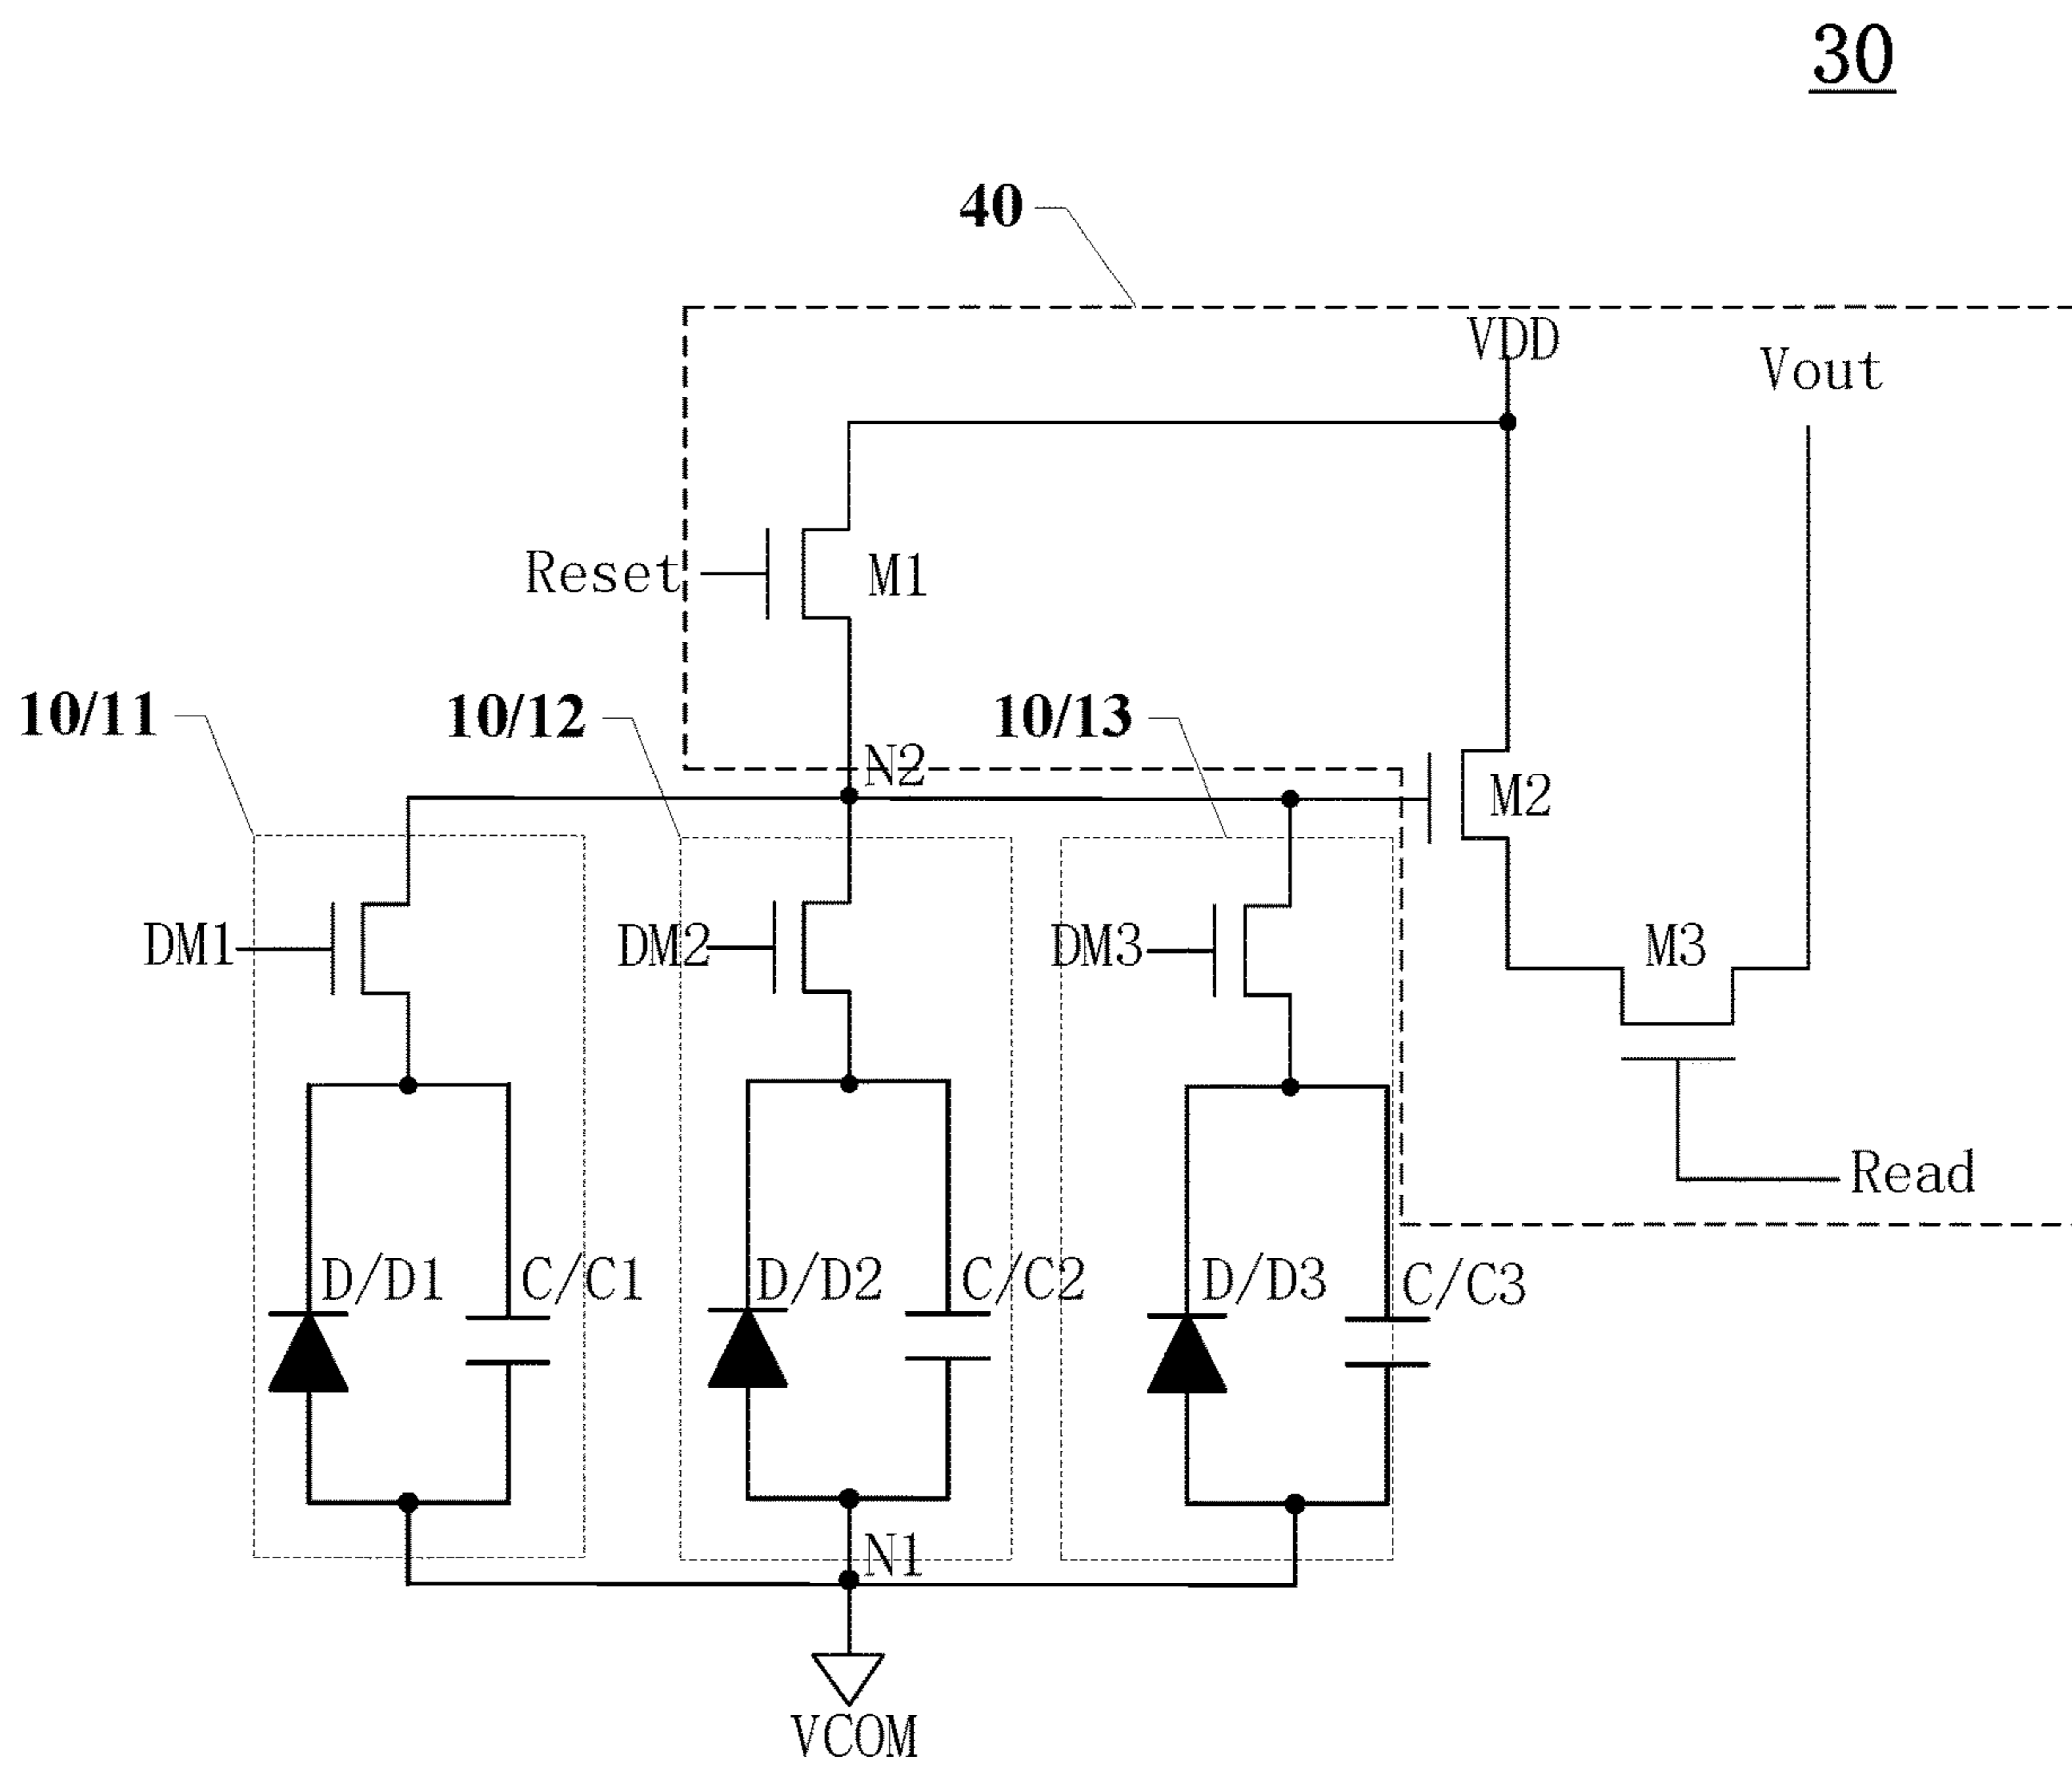 30
40
VDD
Vout
Reset
M1
10/11
10/12
10/13
N2
M2
DM1
DM2
DM3
M3
Read
D/D1
C/C1
D/D2
C/C2
D/D3
C/C3
N1
VCOM